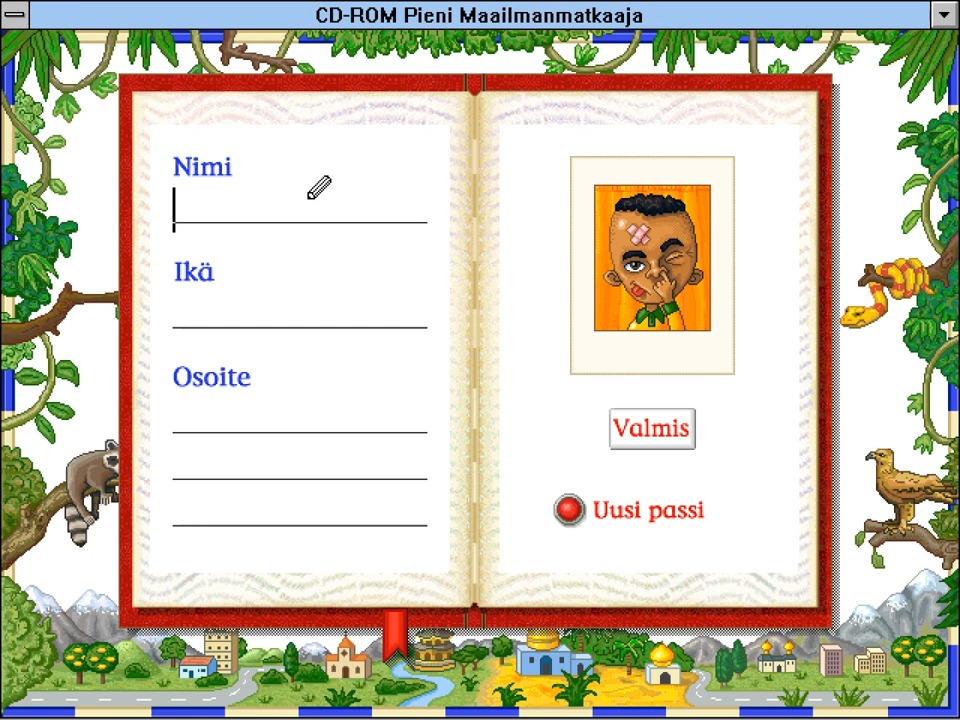 CD-ROM Pieni Maailmanmatkaaja
Nimi
Ikä
Osoite
Valmis
Uusi passi